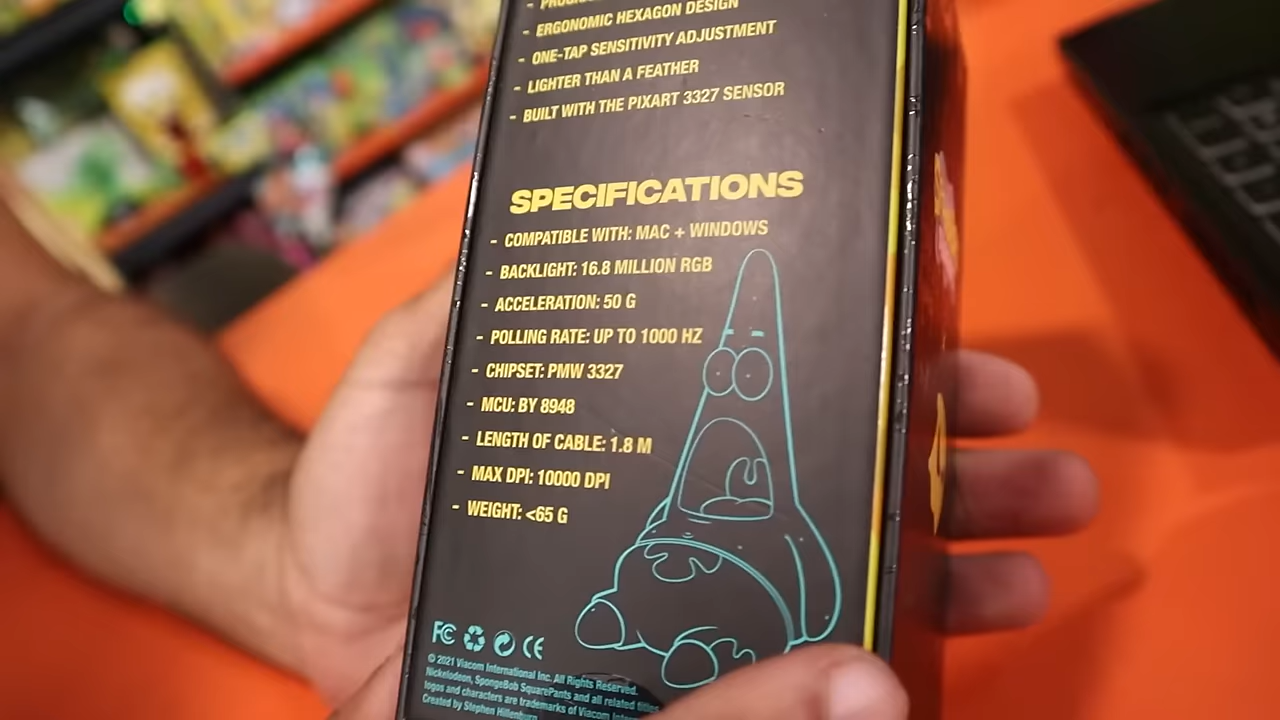 - ERGONOMIC HEXAGON DESIGN
- ONE-TAP SENSITIVITY ADJUSTMENT
- LIGHTER THAN A FEATHER
- BUILT WITH THE PIXART 3327 SENSOR
SPECIFICATIONS
- COMPATIBLE WITH: MAC + WINDOWS
- BACKLIGHT: 16.8 MILLION RGB
- ACCELERATION: 50 G
- POLLING RATE: UP TO 1000 HZ
- CHIPSET: PMW 3327
- MCU: BY 8948
- LENGTH OF CABLE: 1.8 M
- MAX DPI: 10000 DPI
- WEIGHT: <65 G
FC CE
© 2021 Viacom International Inc. All Rights Reserved.
Nickelodeon, SpongeBob SquarePants and all related titles
logos and characters are trademarks of Viacom
Created by Stephen Hillenburg.